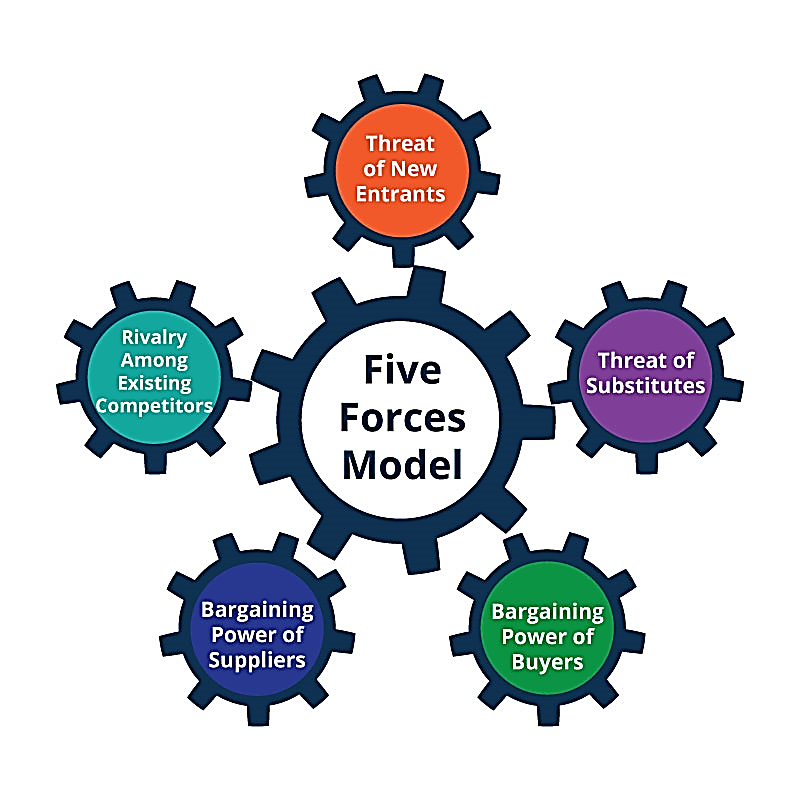 Threat
of New
Entrants
Rivalry
Among
Existing
Competitors
Five
Forces
Model
Threat of
Substitutes
Bargaining
Power of
Suppliers
Bargaining
Power of
Buyers